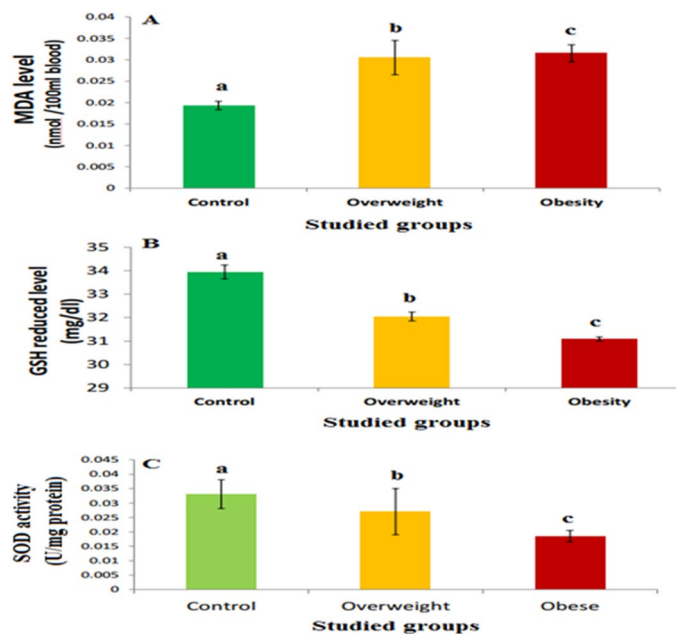 A
MDA level
(nmol /100ml blood)
0.04
0.035
0.03
0.025
0.02
0.015
0.01
0.005
0
a
b
c
Control Overweight Obesity
Studied groups
B
GSH reduced level
(mg/dl)
35
34
33
32
31
30
29
a
b
c
Control Overweight Obesity
Studied groups
C
SOD activity
(U/mg protein)
0.045
0.04
0.035
0.03
0.025
0.02
0.015
0.01
0.005
0
a
b
c
Control Overweight Obese
Studied groups